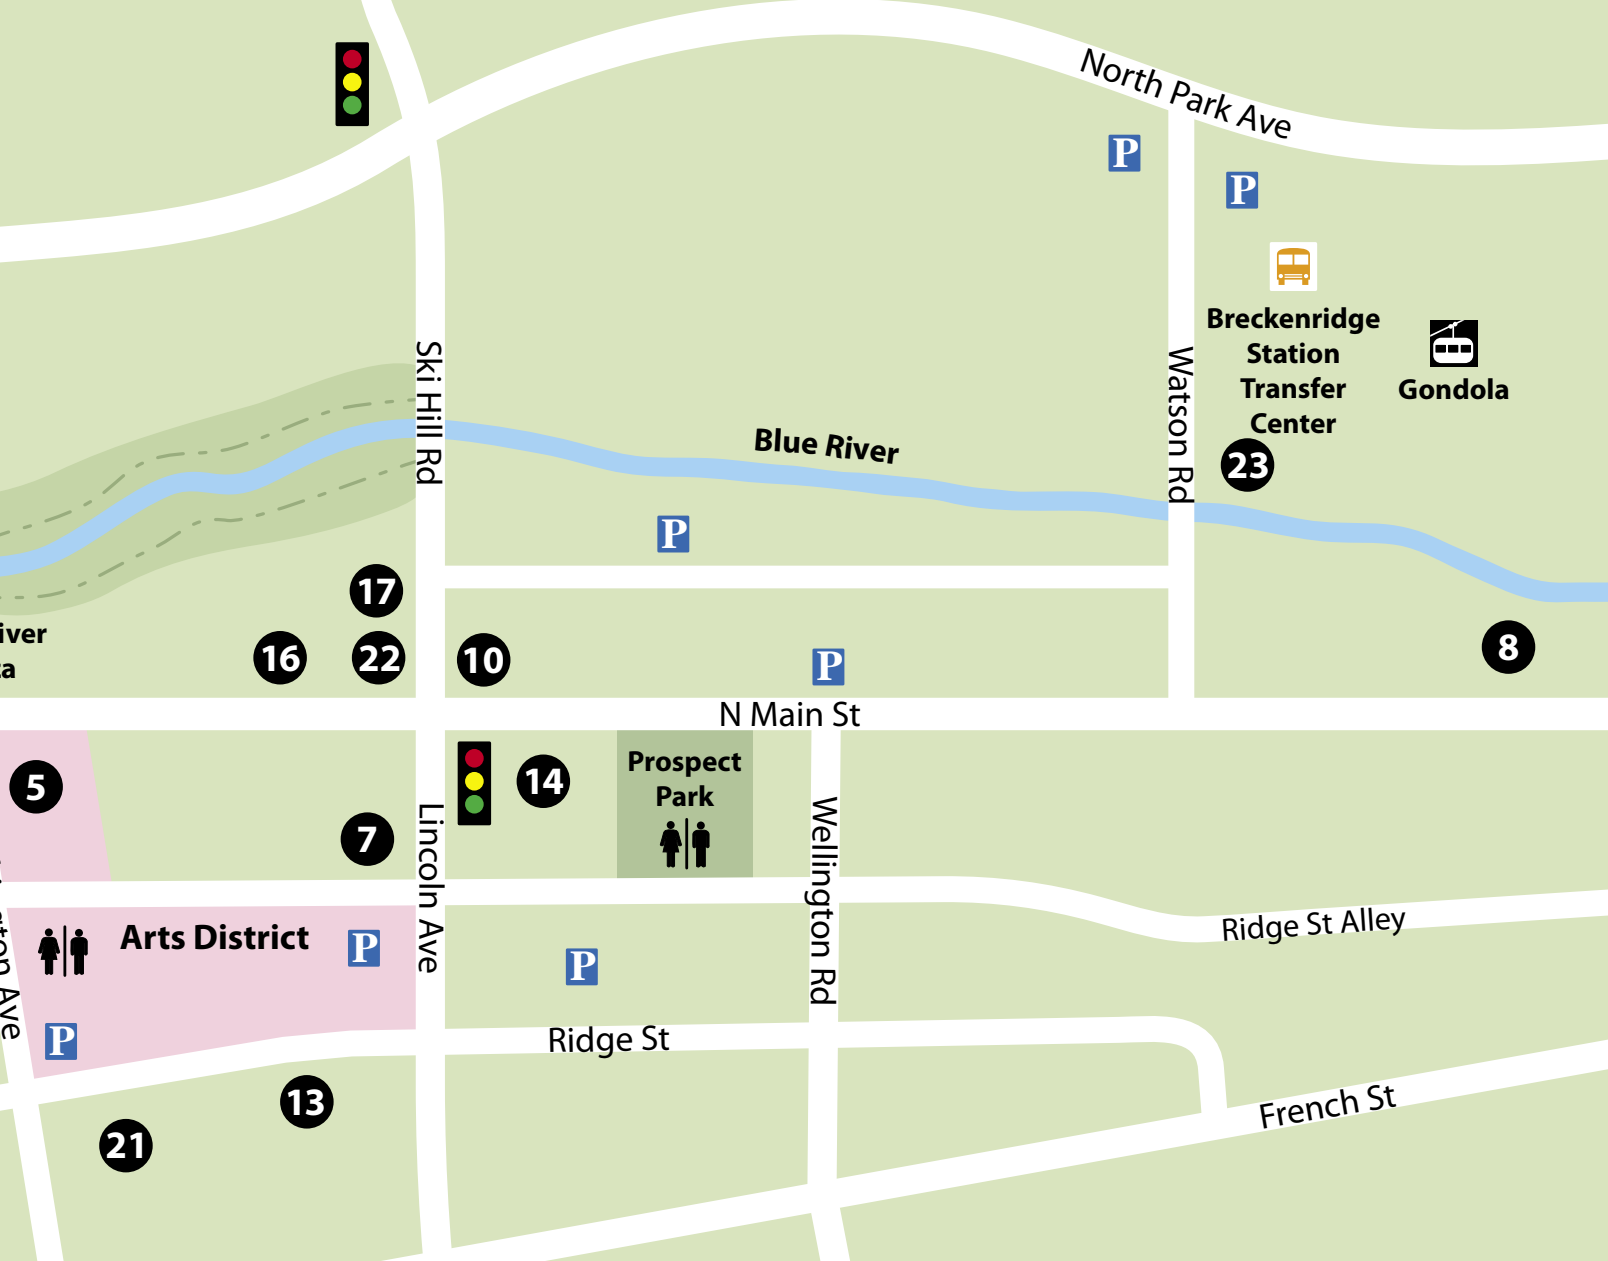 North Park Ave
P
P
Breckenridge
Station
Transfer
Center
Gondola
Ski Hill Rd
Watson Rd
Blue River
23
P
17
iver
16
22
10
P
8
N Main St
5
14
Prospect
Park
7
Lincoln Ave
Wellington Rd
Arts District
P
P
Ridge St Alley
Ave
P
Ridge St
13
French St
21